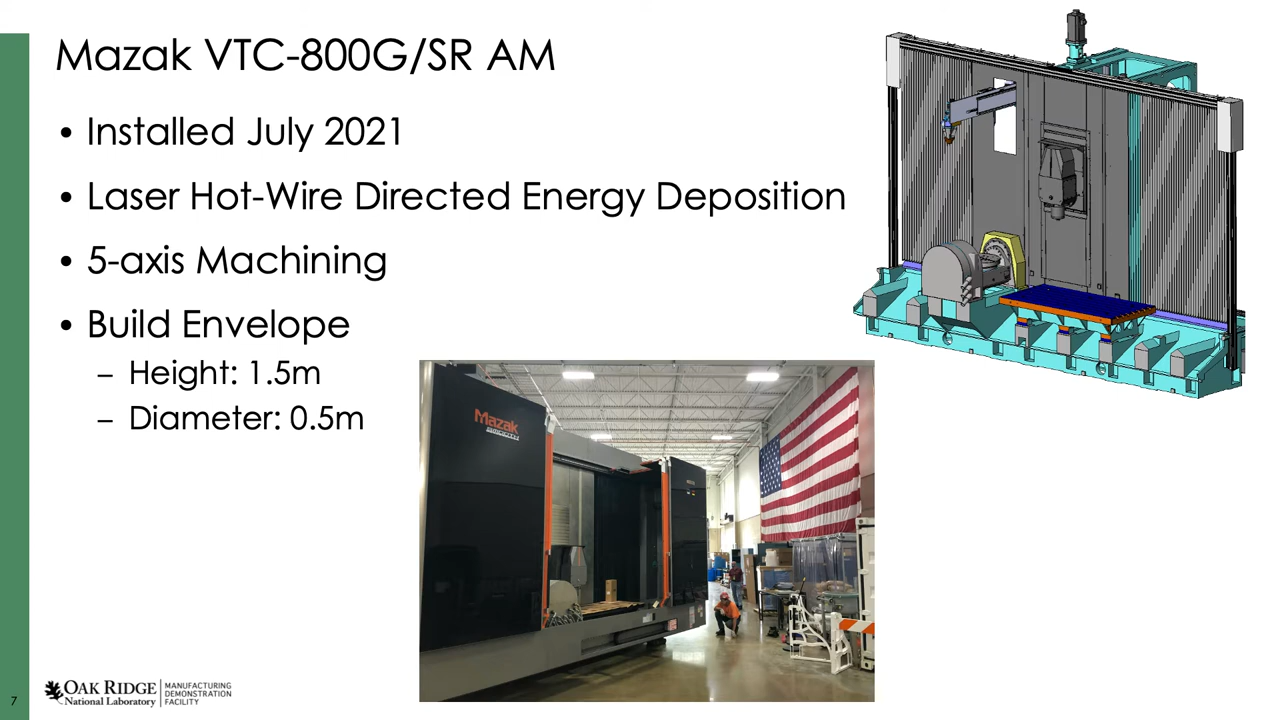 Mazak VTC-800G/SR AM
• Installed July 2021
• Laser Hot-Wire Directed Energy Deposition
• 5-axis Machining
• Build Envelope
– Height: 1.5m
– Diameter: 0.5m
Mazak
7
OAK RIDGE
National Laboratory
MANUFACTURING
DEMONSTRATION
FACILITY